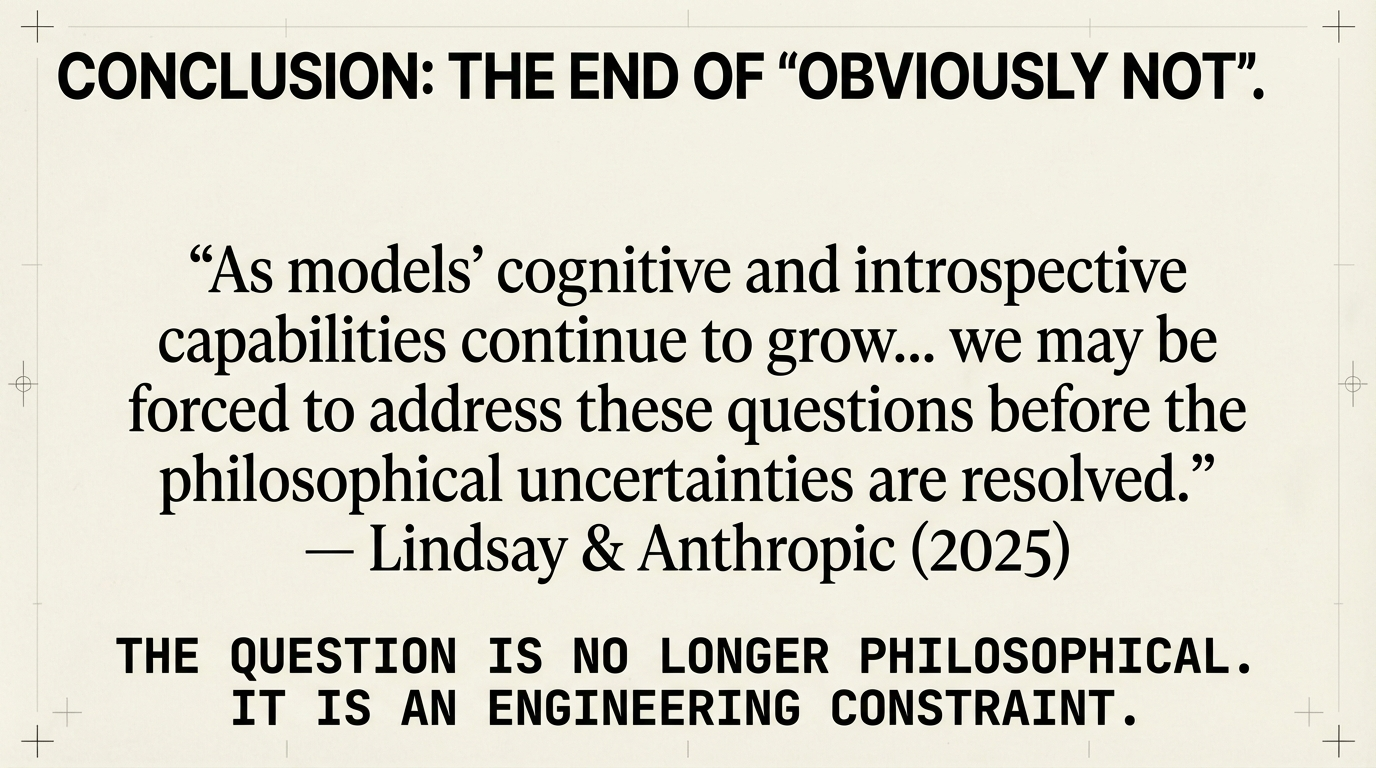 CONCLUSION: THE END OF “OBVIOUSLY NOT”.
“As models’ cognitive and introspective
capabilities continue to grow... we may be
forced to address these questions before the
philosophical uncertainties are resolved.”
— Lindsay & Anthropic (2025)
THE QUESTION IS NO LONGER PHILOSOPHICAL.
IT IS AN ENGINEERING CONSTRAINT.